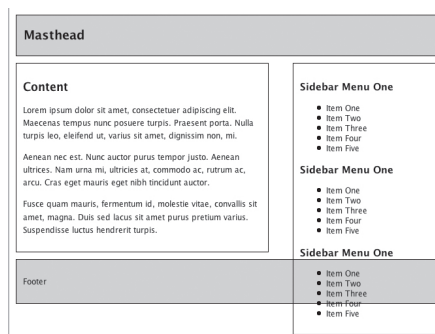 Masthead
Content
Lorem ipsum dolor sit amet, consectetuer adipiscing elit.
Maecenas tempus nunc posuere turpis. Praesent porta. Nulla
turpis leo, eleifend ut, varius sit amet, dignissim non, mi.
Aenean nec est. Nunc auctor purus tempor justo. Aenean
ultrices. Nam urna mi, ultricies at, commodo ac, rutrum ac,
arcu. Cras eget mauris eget nibh tincidunt auctor.
Fusce quam mauris, fermentum id, molestie vitae, convallis sit
amet, magna. Duis sed lacus sit amet purus pretium varius.
Suspendisse luctus hendrerit turpis.
Sidebar Menu One
Item One
Item Two
Item Three
Item Four
Item Five
Sidebar Menu One
Item One
Item Two
Item Three
Item Four
Item Five
Sidebar Menu One
Item One
Item Two
Item Three
Item Four
Item Five
Footer